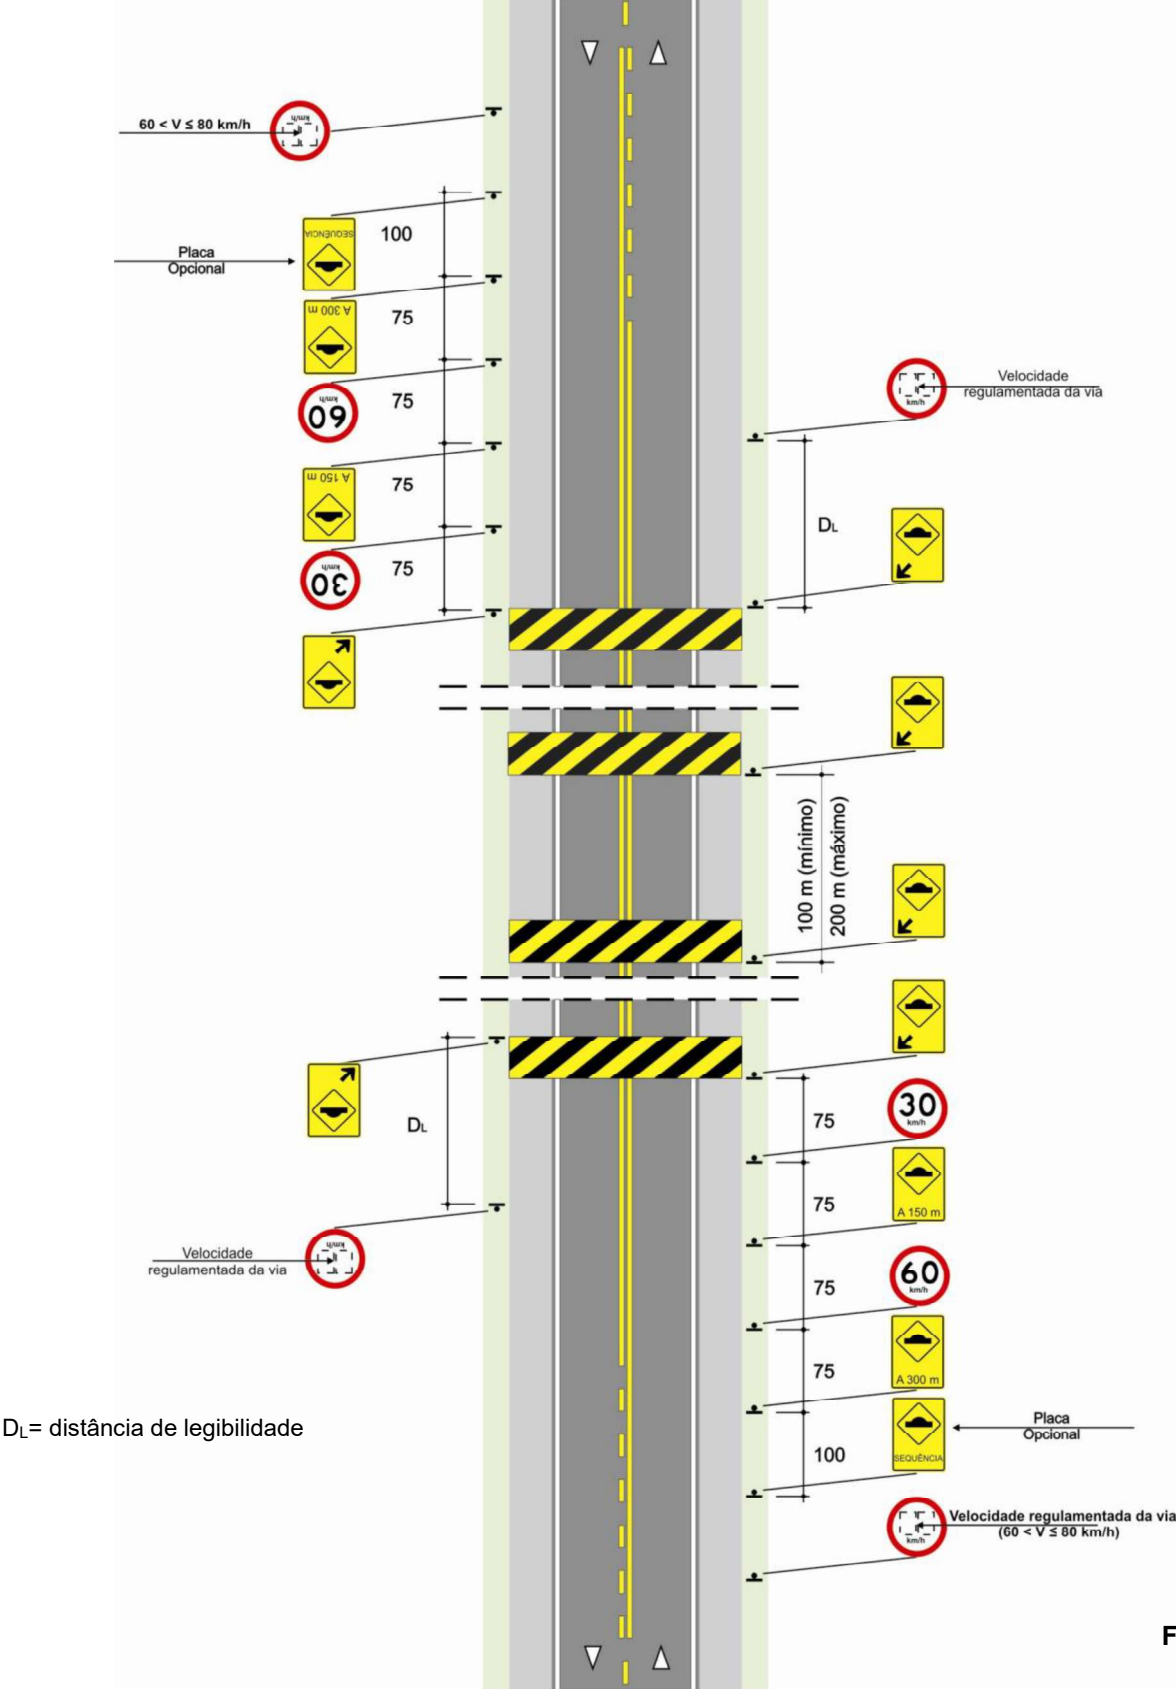 60 < V ≤ 80 km/h
km/h
SEQUÊNCIA
100
Placa
Opcional
A 300 m
75
km/h
60
75
Velocidade
regulamentada da via
km/h
A 150 m
75
DL
km/h
30
75
100 m (mínimo)
200 m (máximo)
30
km/h
75
DL
A 150 m
75
Velocidade
regulamentada da via
km/h
60
km/h
75
A 300 m
75
DL= distância de legibilidade
Placa
Opcional
SEQUÊNCIA
100
Velocidade regulamentada da via
(60 < V ≤ 80 km/h)
km/h
F